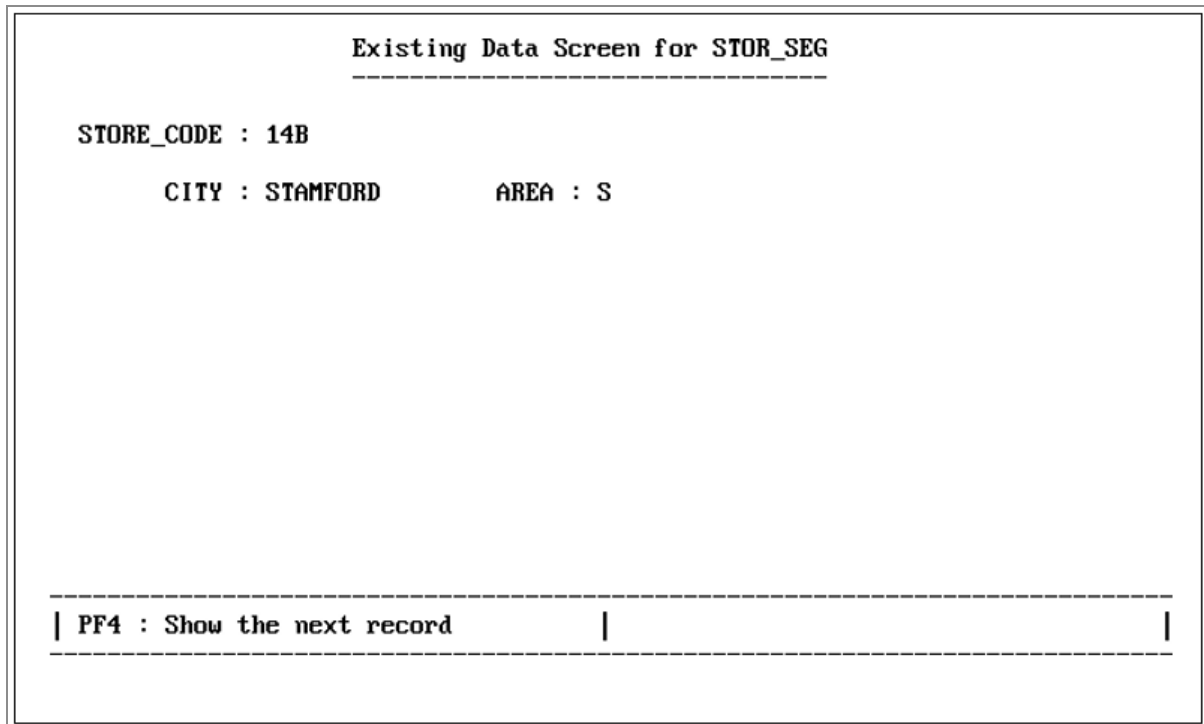 Existing Data Screen for STOR_SEG
---------------------------------
STORE_CODE : 14B
CITY : STAMFORD AREA : S
------------------------------------------------------------------------------
| PF4 : Show the next record | |
------------------------------------------------------------------------------